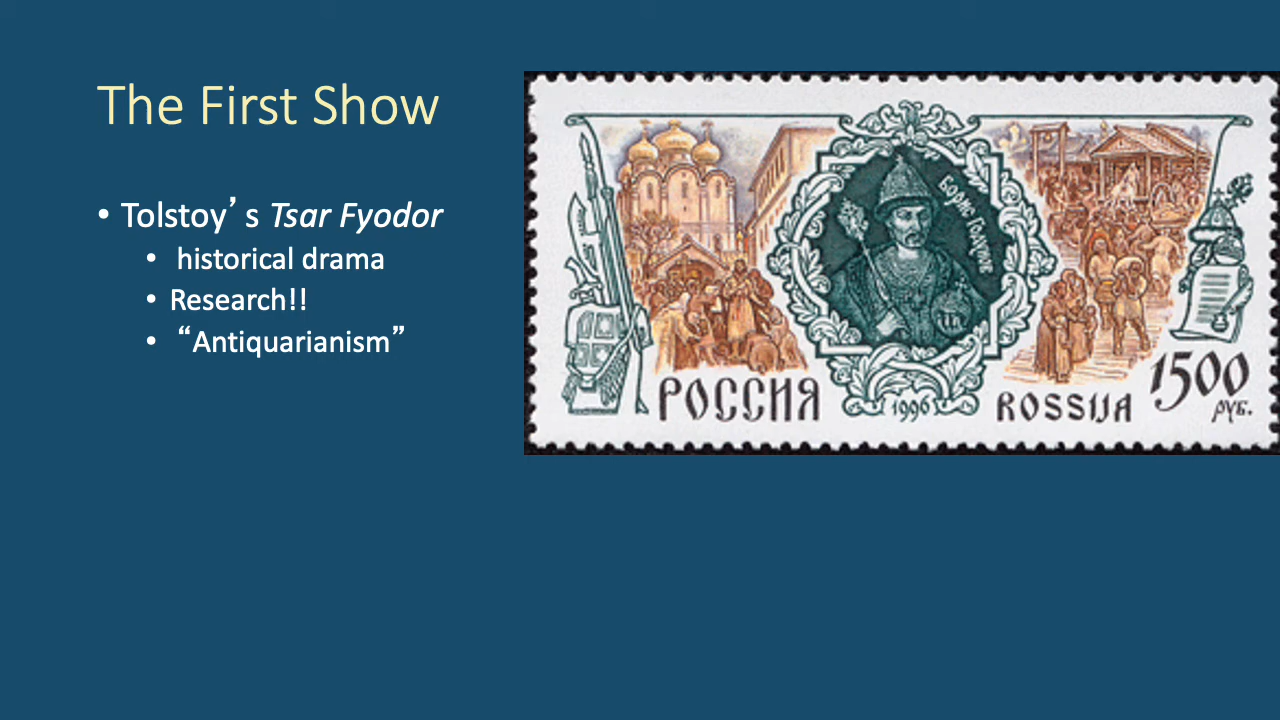 The First Show
• Tolstoy’s Tsar Fyodor
• historical drama
• Research!!
• “Antiquarianism”
Борис Годунов
РОССИЯ
1996
ROSSIJA
1500
руб.